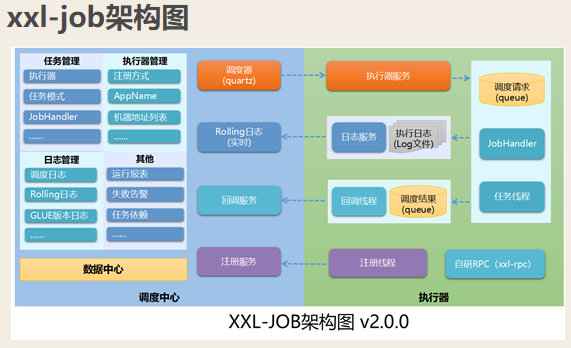 xxl-job架构图
任务管理
执行器
任务模式
JobHandler
......
执行器管理
注册方式
AppName
机器地址列表
......
日志管理
调度日志
Rolling日志
GLUE版本日志
......
其他
运行报表
失败告警
任务依赖
......
数据中心
调度器
(quartz)
Rolling日志
(实时)
回调服务
注册服务
调度中心
执行器服务
日志服务
执行日志
(Log文件)
回调线程
调度结果
(queue)
注册线程
调度请求
(queue)
JobHandler
任务线程
自研RPC（xxl-rpc）
执行器
XXL-JOB架构图 v2.0.0